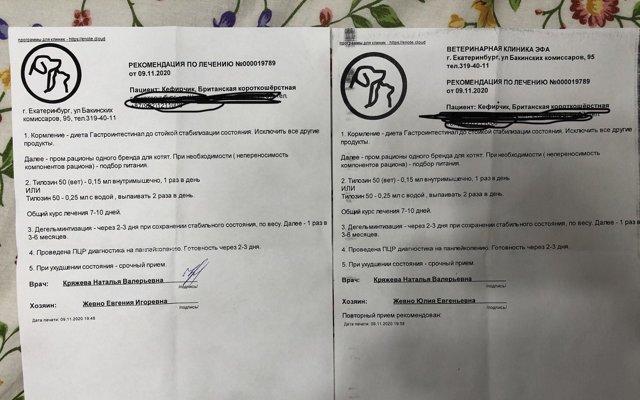 программы для клиник - https://enote.cloud
РЕКОМЕНДАЦИЯ ПО ЛЕЧЕНИЮ №000019789
от 09.11.2020
Пациент: Кефирчик, Британская короткошёрстная
тел.
г. Екатеринбург, ул Бакинских
комиссаров, 95, тел.319-40-11
1. Кормление - диета Гастроинтестинал до стойкой стабилизации состояния. Исключить все другие
продукты.
Далее - пром.рационы одного бренда для котят. При необходимости ( непереносимость
компонентов рациона) - подбор питания.
2. Тилозин 50 (вет) - 0,15 мл внутримышечно, 1 раз в день
ИЛИ
Тилозин 50 - 0,25 мл с водой , выпаивать 2 раза в день.
Общий курс лечения 7-10 дней.
3. Дегельминтизация - через 2-3 дня при сохранении стабильного состояния, по весу. Далее - 1 раз в
3-6 месяцев.
4. Проведена ПЦР диагностика на панлейкопению. Готовность через 2-3 дня.
5. При ухудшении состояния - срочный прием.
Врач: Кряжева Наталья Валерьевна
/подпись/
Хозяин: Жевно Евгения Игоревна
/подпись/
Дата печати: 09.11.2020 19:48
программы для клиник - https://enote.cloud
ВЕТЕРИНАРНАЯ КЛИНИКА ЭФА
г. Екатеринбург, ул Бакинских комиссаров, 95
тел.319-40-11
РЕКОМЕНДАЦИЯ ПО ЛЕЧЕНИЮ №000019789
от 09.11.2020
Пациент: Кефирчик, Британская короткошёрстная
1. Кормление - диета Гастроинтестинал до стойкой стабилизации состояния. Исключить все другие
продукты.
Далее - пром.рационы одного бренда для котят. При необходимости ( непереносимость
компонентов рациона) - подбор питания.
2. Тилозин 50 (вет) - 0,15 мл внутримышечно, 1 раз в день
ИЛИ
Тилозин 50 - 0,25 мл с водой , выпаивать 2 раза в день.
Общий курс лечения 7-10 дней.
3. Дегельминтизация - через 2-3 дня при сохранении стабильного состояния, по весу. Далее - 1 раз в
3-6 месяцев.
4. Проведена ПЦР диагностика на панлейкопению. Готовность через 2-3 дня.
5. При ухудшении состояния - срочный прием.
Врач: Кряжева Наталья Валерьевна
/подпись/
Хозяин: Жевно Юлия Евгеньевна
/подпись/
Повторный прием рекомендован:
Дата печати: 09.11.2020 19:58